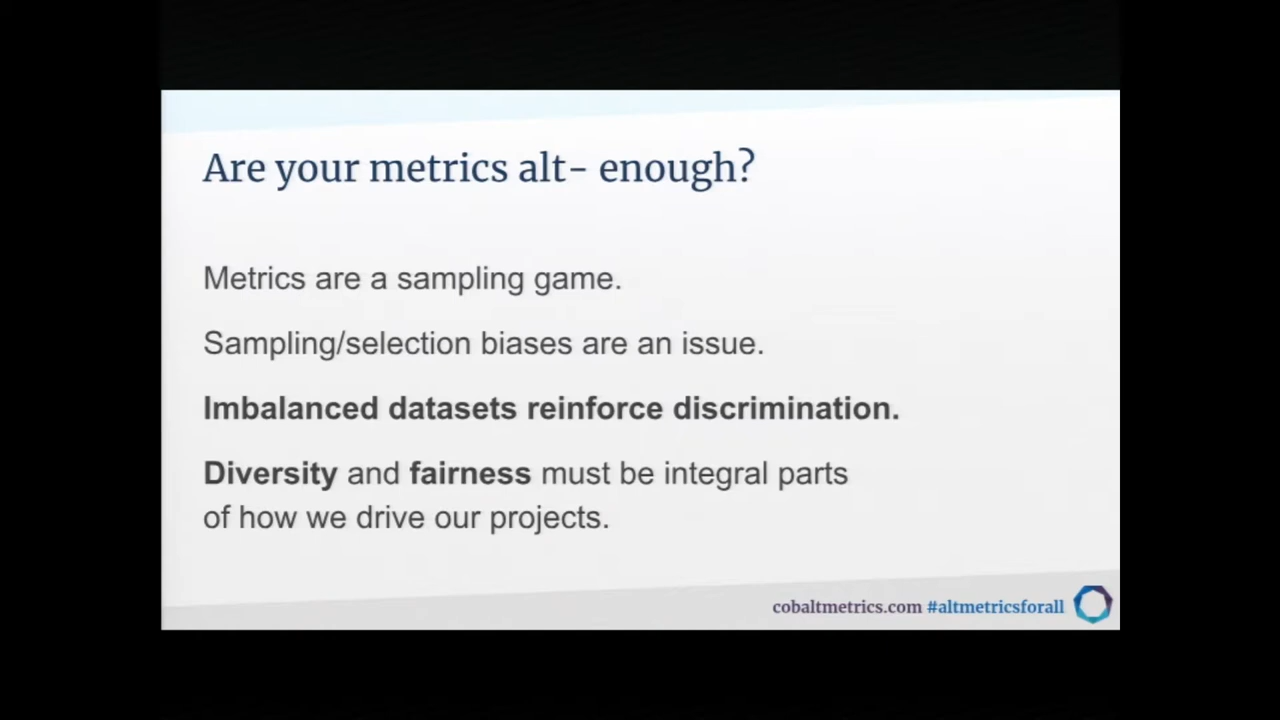 Are your metrics alt- enough?
Metrics are a sampling game.
Sampling/selection biases are an issue.
Imbalanced datasets reinforce discrimination.
Diversity and fairness must be integral parts
of how we drive our projects.
cobaltmetrics.com #altmetricsforall